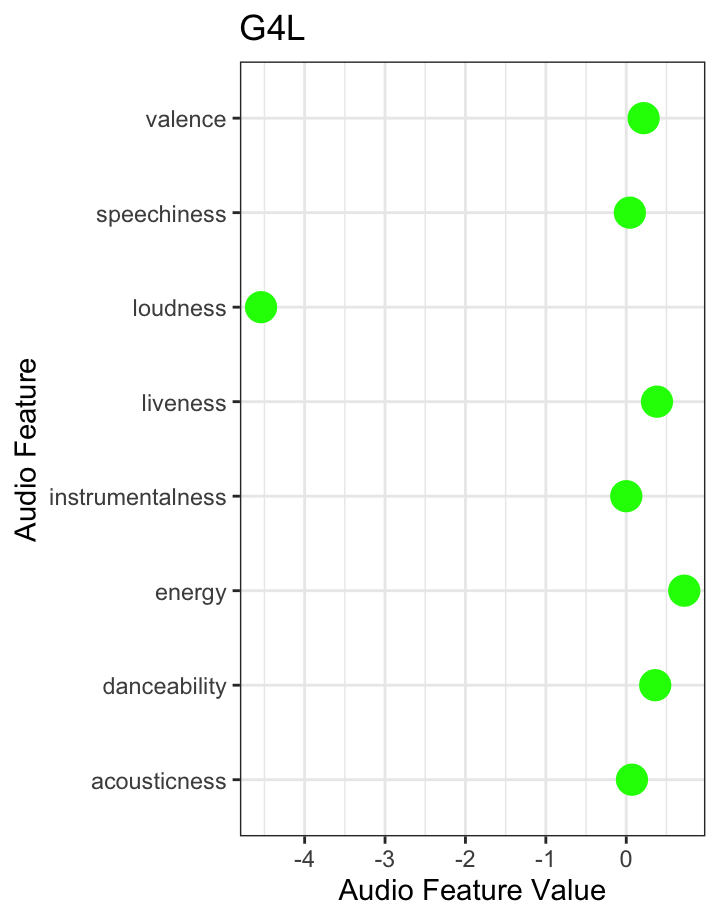 G4L
valence
speechiness
loudness
liveness
instrumentalness
energy
danceability
acousticness
Audio Feature
-4 -3 -2 -1 0
Audio Feature Value